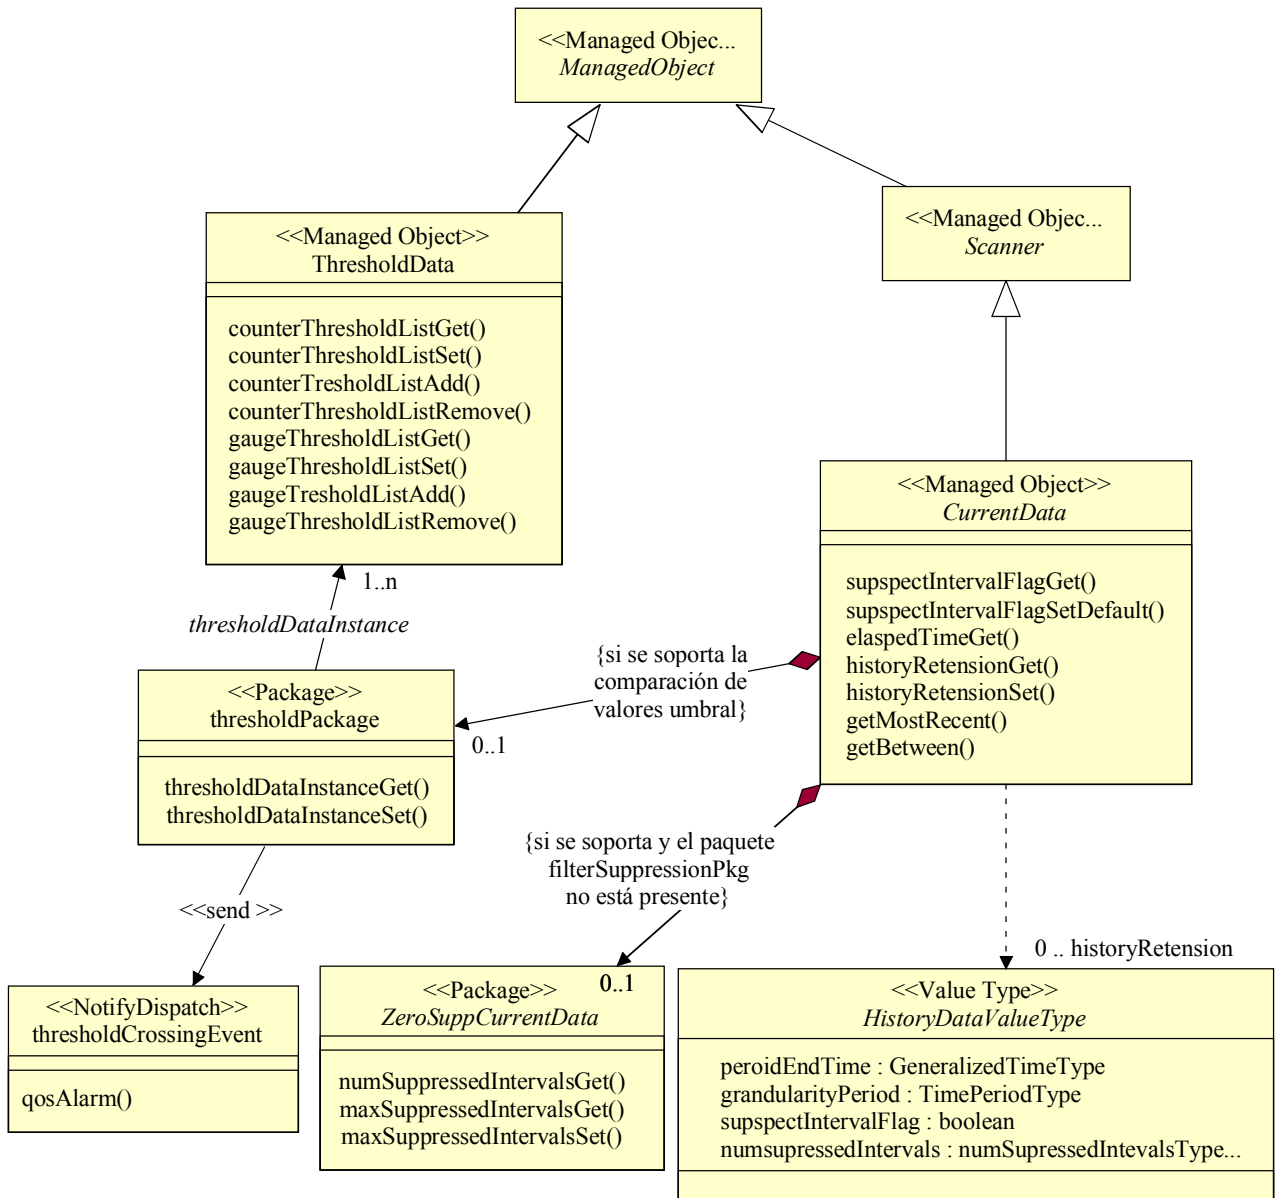 <<Managed Objec...
ManagedObject
<<Managed Objec...
Scanner
<<Managed Object>>
ThresholdData
counterThresholdListGet()
counterThresholdListSet()
counterTresholdListAdd()
counterThresholdListRemove()
gaugeThresholdListGet()
gaugeThresholdListSet()
gaugeTresholdListAdd()
gaugeThresholdListRemove()
<<Managed Object>>
CurrentData
supspectIntervalFlagGet()
supspectIntervalFlagSetDefault()
elaspedTimeGet()
historyRetensionGet()
historyRetensionSet()
getMostRecent()
getBetween()
1..n
thresholdDataInstance
{si se soporta la
comparación de
valores umbral}
0..1
<<Package>>
thresholdPackage
thresholdDataInstanceGet()
thresholdDataInstanceSet()
{si se soporta y el paquete
filterSuppressionPkg
no está presente}
<<send >>
0 .. historyRetension
<<NotifyDispatch>>
thresholdCrossingEvent
qosAlarm()
0..1
<<Package>>
ZeroSuppCurrentData
numSuppressedIntervalsGet()
maxSuppressedIntervalsGet()
maxSuppressedIntervalsSet()
<<Value Type>>
HistoryDataValueType
peroidEndTime : GeneralizedTimeType
grandularityPeriod : TimePeriodType
supspectIntervalFlag : boolean
numsupressedIntervals : numSupressedIntevalsType...